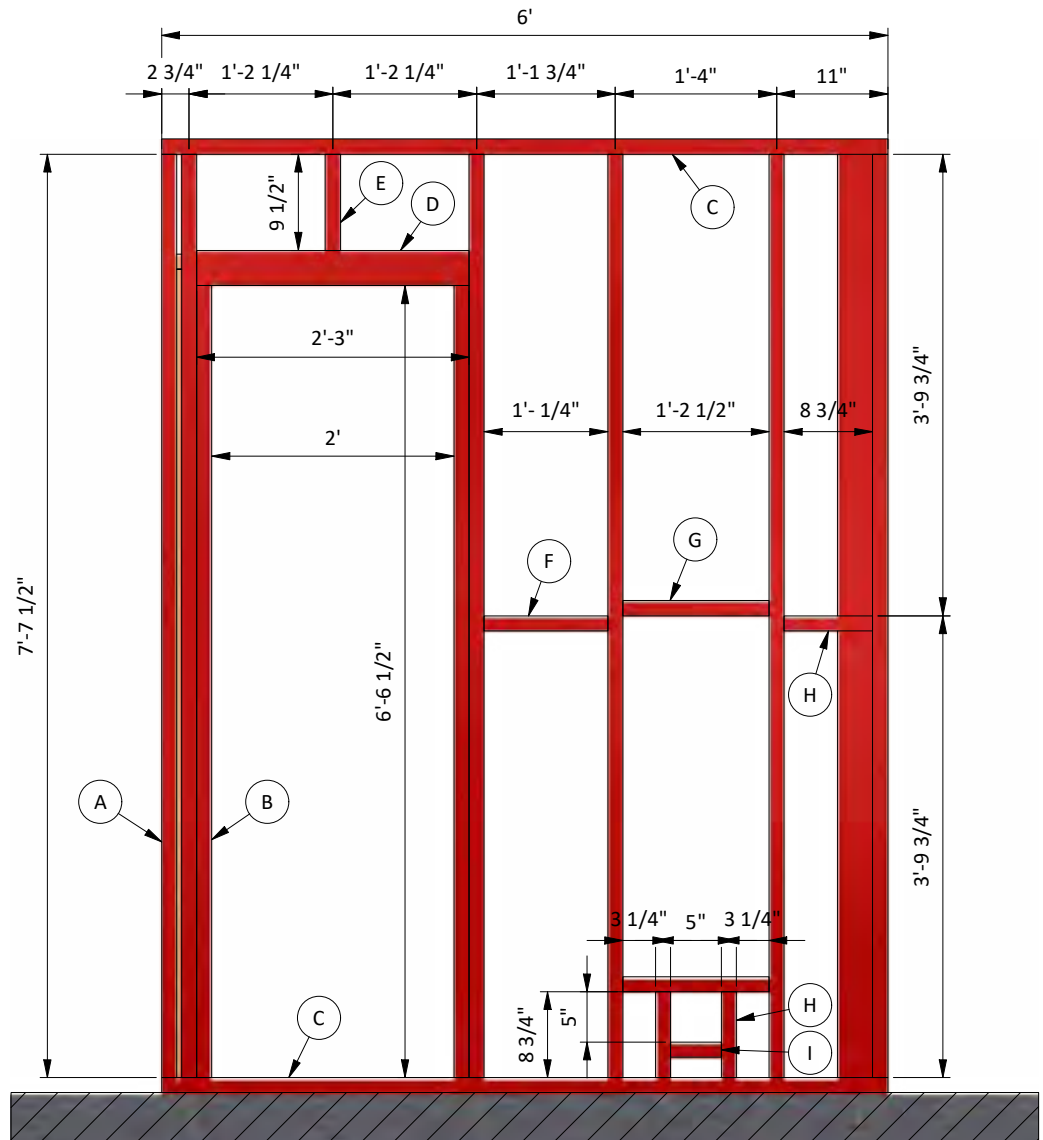 6'
2 3/4" 1'-2 1/4" 1'-2 1/4" 1'-1 3/4" 1'-4" 11"
E
D
C
9 1/2"
2'-3"
3'-9 3/4"
1'- 1/4" 1'-2 1/2" 8 3/4"
2'
G
F
7'-7 1/2"
6'-6 1/2"
H
A
B
3'-9 3/4"
3 1/4" 5" 3 1/4"
C
5"
8 3/4"
H
I